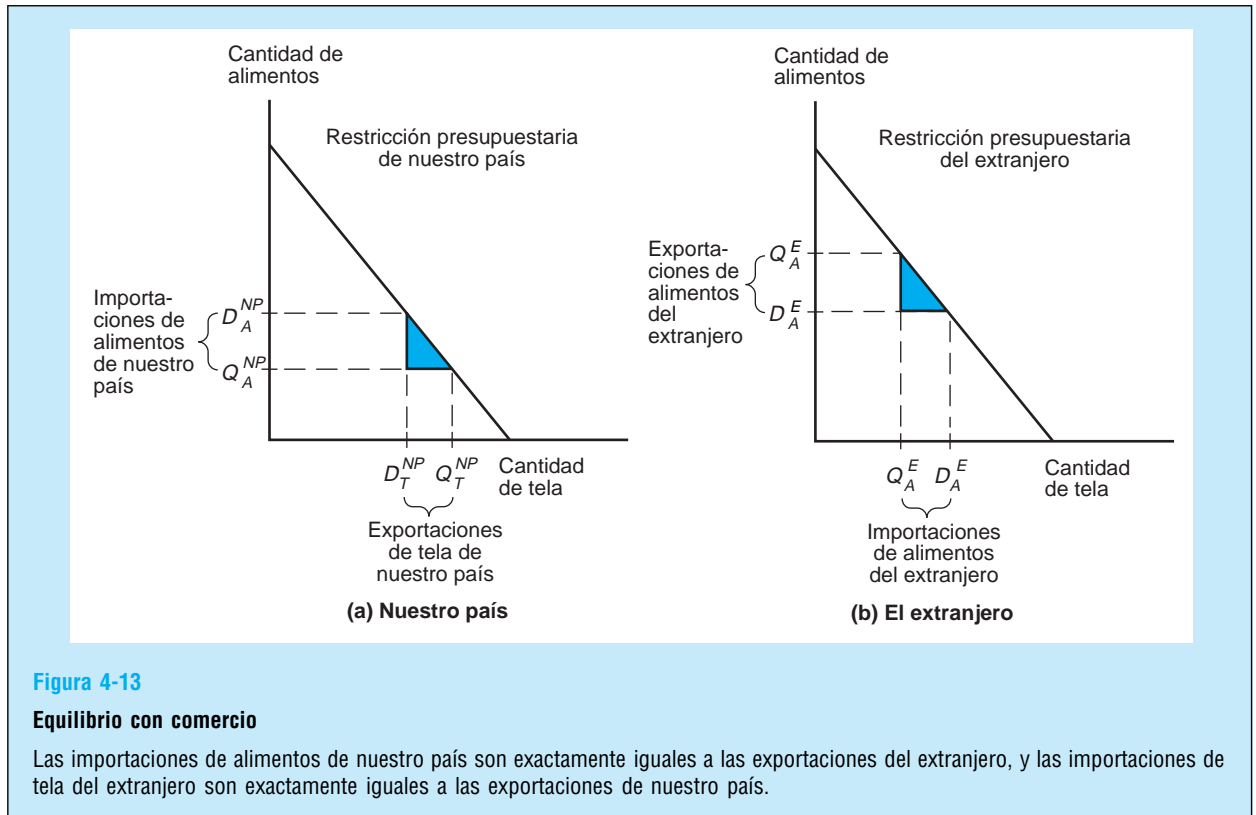 Cantidad de
alimentos
Restricción presupuestaria
de nuestro país
Importa-
ciones de
alimentos
de nuestro
país
D_A^NP
Q_A^NP
D_T^NP Q_T^NP
Cantidad
de tela
Exportaciones
de tela de
nuestro país
(a) Nuestro país
Cantidad de
alimentos
Restricción presupuestaria
del extranjero
Exporta-
ciones de
alimentos
del
extranjero
Q_A^E
D_A^E
Q_A^E D_A^E
Cantidad
de tela
Importaciones
de alimentos
del extranjero
(b) El extranjero
Figura 4-13
Equilibrio con comercio
Las importaciones de alimentos de nuestro país son exactamente iguales a las exportaciones del extranjero, y las importaciones de
tela del extranjero son exactamente iguales a las exportaciones de nuestro país.